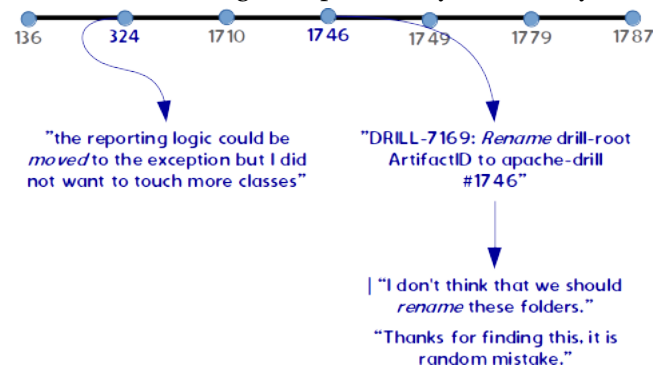 136 324 1710 1746 1749 1779 1787
"the reporting logic could be
moved to the exception but I did
not want to touch more classes"
"DRILL-7169: Rename drill-root
ArtifactID to apache-drill
#1746"
| "I don't think that we should
rename these folders."
"Thanks for finding this, it is
random mistake."